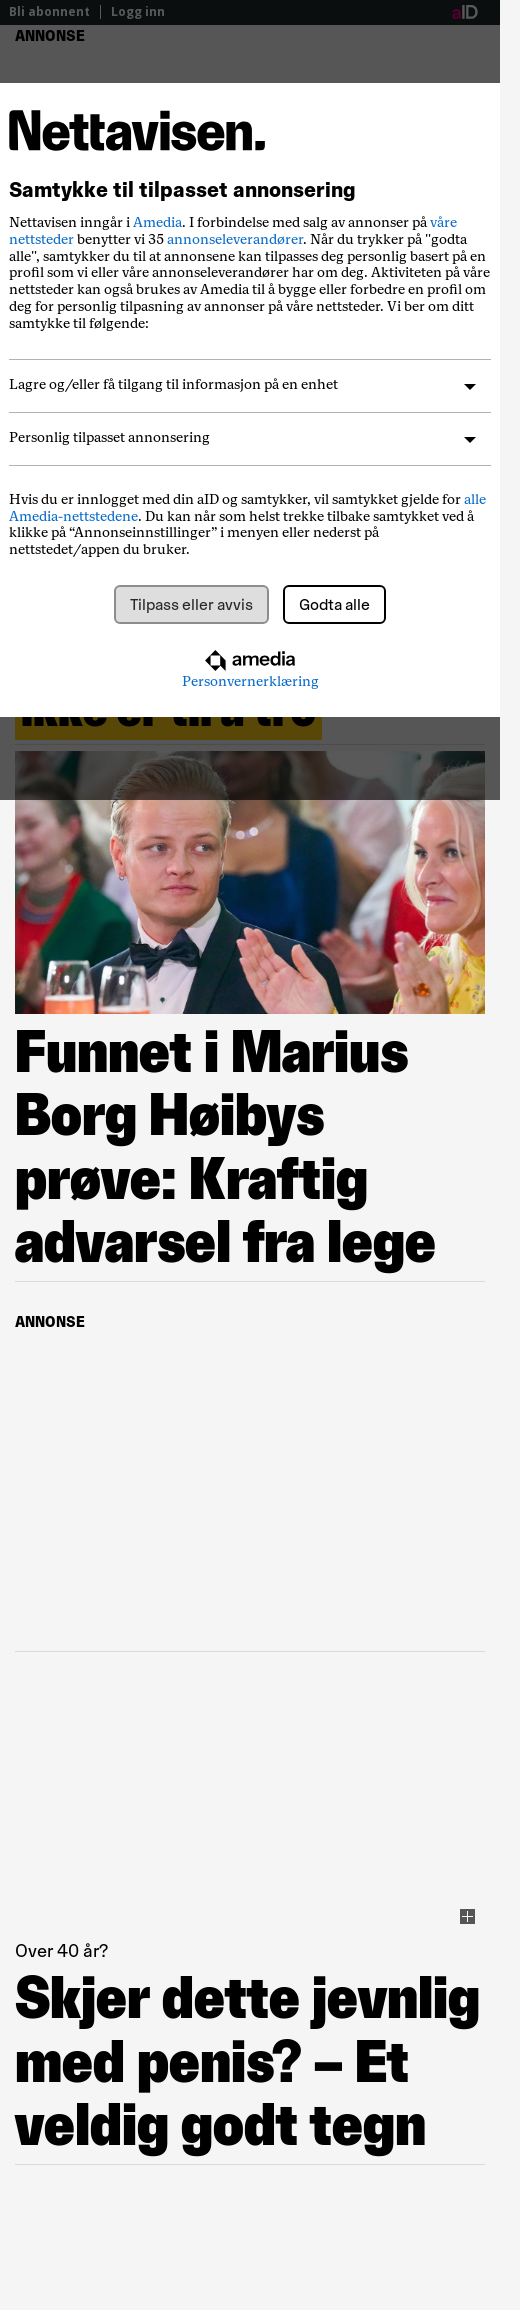 Bli abonnent
Logg inn
aID
ANNONSE
Nettavisen.
Samtykke til tilpasset annonsering
Nettavisen inngår i Amedia. I forbindelse med salg av annonser på våre
nettsteder benytter vi 35 annonseleverandører. Når du trykker på "godta
alle", samtykker du til at annonsene kan tilpasses deg personlig basert på en
profil som vi eller våre annonseleverandører har om deg. Aktiviteten på våre
nettsteder kan også brukes av Amedia til å bygge eller forbedre en profil om
deg for personlig tilpasning av annonser på våre nettsteder. Vi ber om ditt
samtykke til følgende:
Lagre og/eller få tilgang til informasjon på en enhet
Personlig tilpasset annonsering
Hvis du er innlogget med din aID og samtykker, vil samtykket gjelde for alle
Amedia-nettstedene. Du kan når som helst trekke tilbake samtykket ved å
klikke på “Annonseinnstillinger” i menyen eller nederst på
nettstedet/appen du bruker.
Tilpass eller avvis
Godta alle
amedia
Personvernerklæring
ikke er til å tro
Funnet i Marius
Borg Høibys
prøve: Kraftig
advarsel fra lege
ANNONSE
Over 40 år?
Skjer dette jevnlig
med penis? – Et
veldig godt tegn